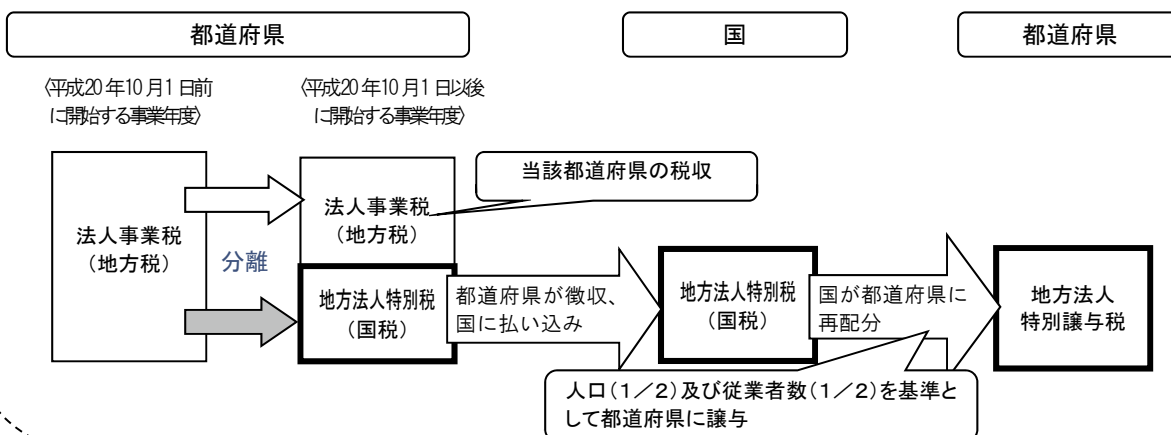 都道府県
国
都道府県
〈平成20年10月1日前
に開始する事業年度〉
〈平成20年10月1日以後
に開始する事業年度〉
当該都道府県の税収
法人事業税
(地方税)
分離
法人事業税
(地方税)
地方法人特別税
(国税)
都道府県が徴収、
国に払い込み
地方法人特別税
(国税)
国が都道府県に
再配分
地方法人
特別譲与税
人口(1/2)及び従業者数(1/2)を基準と
して都道府県に譲与